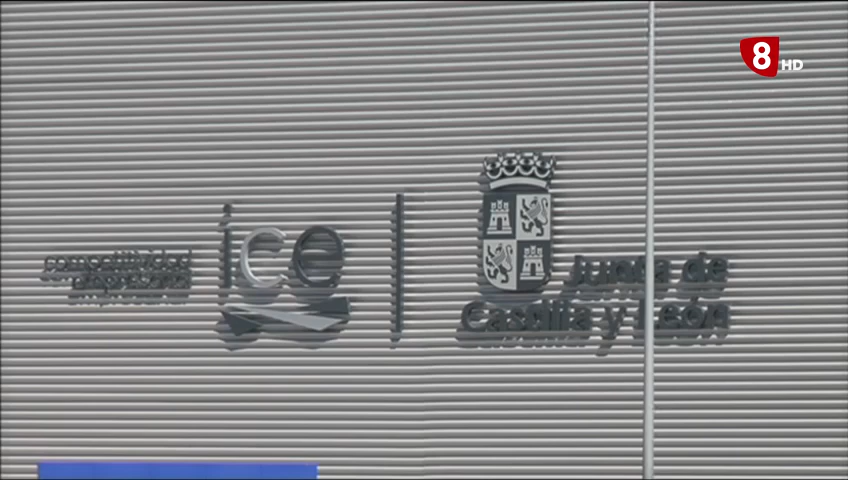 8 HD
competitividad
empresarial
ice
Junta de
Castilla y León